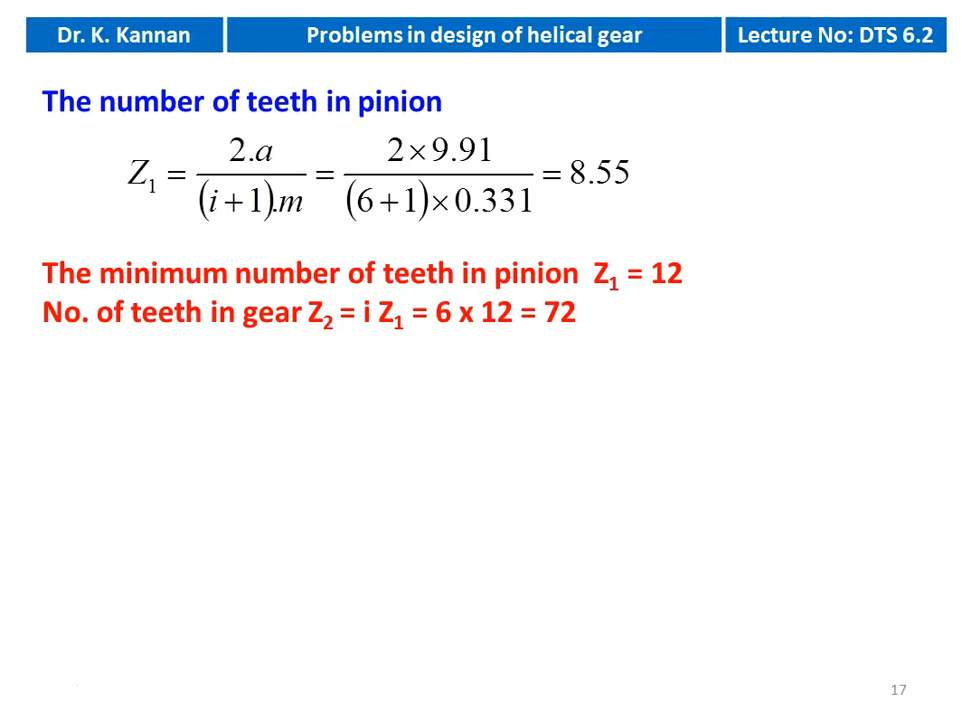 Dr. K. Kannan
Problems in design of helical gear
Lecture No: DTS 6.2
The number of teeth in pinion
Z₁ = 2.a / (i + 1).m = 2 × 9.91 / (6 + 1) × 0.331 = 8.55
The minimum number of teeth in pinion Z₁ = 12
No. of teeth in gear Z₂ = i Z₁ = 6 x 12 = 72
17